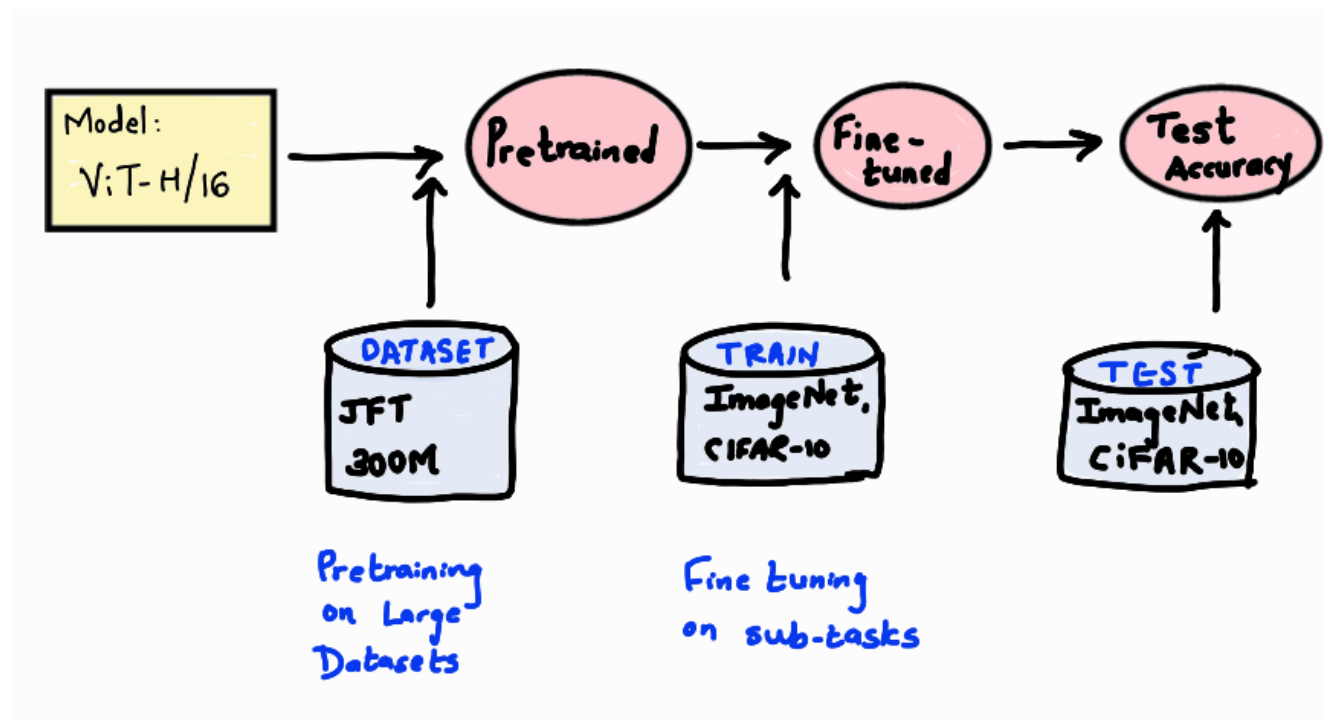 Model:
ViT-H/16
Pretrained
Fine-
tuned
Test
Accuracy
DATASET
JFT
300M
TRAIN
ImageNet,
CIFAR-10
TEST
ImageNet,
CiFAR-10
Pretraining
on Large
Datasets
Fine tuning
on sub-tasks